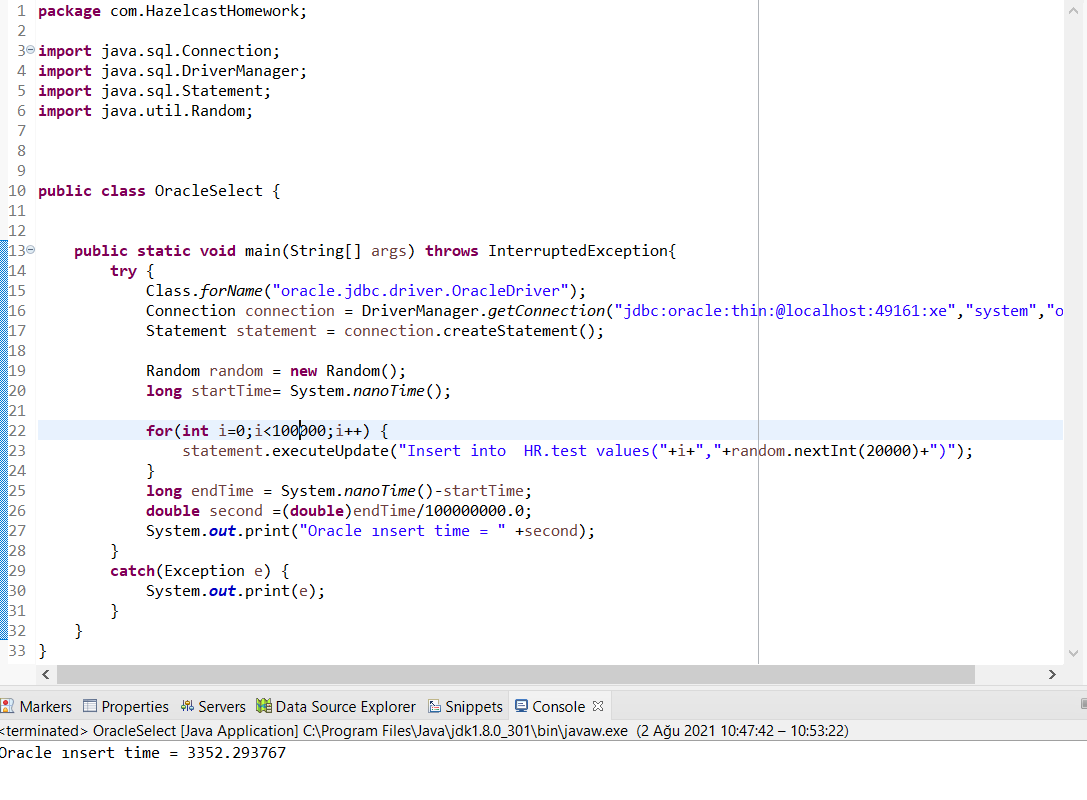 1 package com.HazelcastHomework;
2
3 import java.sql.Connection;
4 import java.sql.DriverManager;
5 import java.sql.Statement;
6 import java.util.Random;
7
8
9
10 public class OracleSelect {
11
12
13 public static void main(String[] args) throws InterruptedException{
14 try {
15 Class.forName("oracle.jdbc.driver.OracleDriver");
16 Connection connection = DriverManager.getConnection("jdbc:oracle:thin:@localhost:49161:xe","system","o
17 Statement statement = connection.createStatement();
18
19 Random random = new Random();
20 long startTime= System.nanoTime();
21
22 for(int i=0;i<100000;i++) {
23 statement.executeUpdate("Insert into  HR.test values("+i+","+random.nextInt(20000)+")");
24 }
25 long endTime = System.nanoTime()-startTime;
26 double second =(double)endTime/100000000.0;
27 System.out.print("Oracle ınsert time = " +second);
28 }
29 catch(Exception e) {
30 System.out.print(e);
31 }
32 }
33 }
Markers Properties Servers Data Source Explorer Snippets Console
<terminated> OracleSelect [Java Application] C:\Program Files\Java\jdk1.8.0_301\bin\javaw.exe (2 Ağu 2021 10:47:42 – 10:53:22)
Oracle ınsert time = 3352.293767